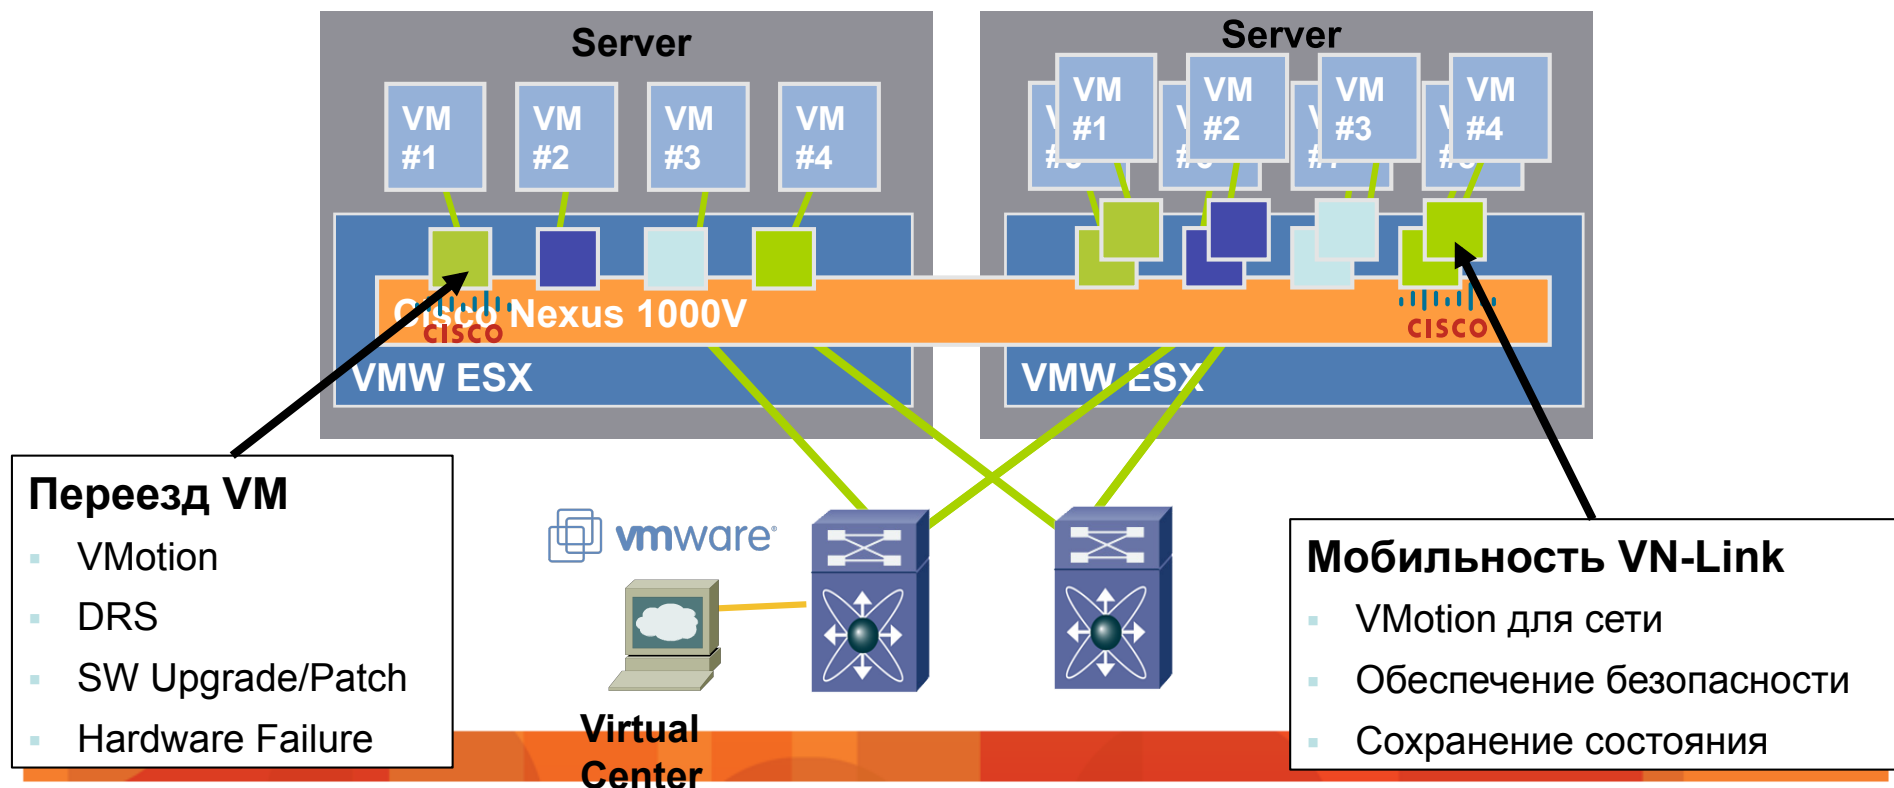 Server
Server
VM
#1
VM
#2
VM
#3
VM
#4
VM
#1
VM
#2
VM
#3
VM
#4
Cisco Nexus 1000V
CISCO
CISCO
VMW ESX
VMW ESX
Переезд VM
VMotion
DRS
SW Upgrade/Patch
Hardware Failure
vmware®
Virtual
Center
Мобильность VN-Link
VMotion для сети
Обеспечение безопасности
Сохранение состояния